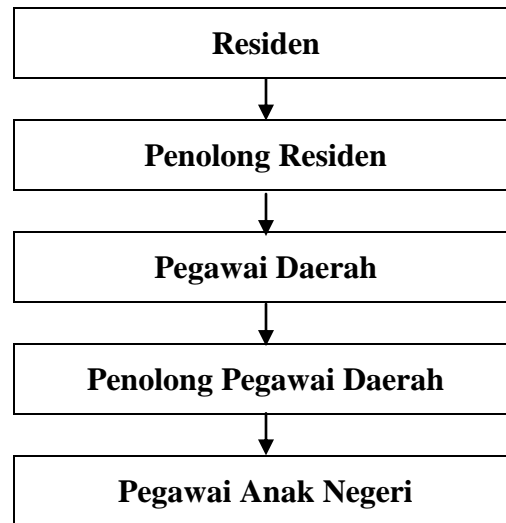 Residen
Penolong Residen
Pegawai Daerah
Penolong Pegawai Daerah
Pegawai Anak Negeri